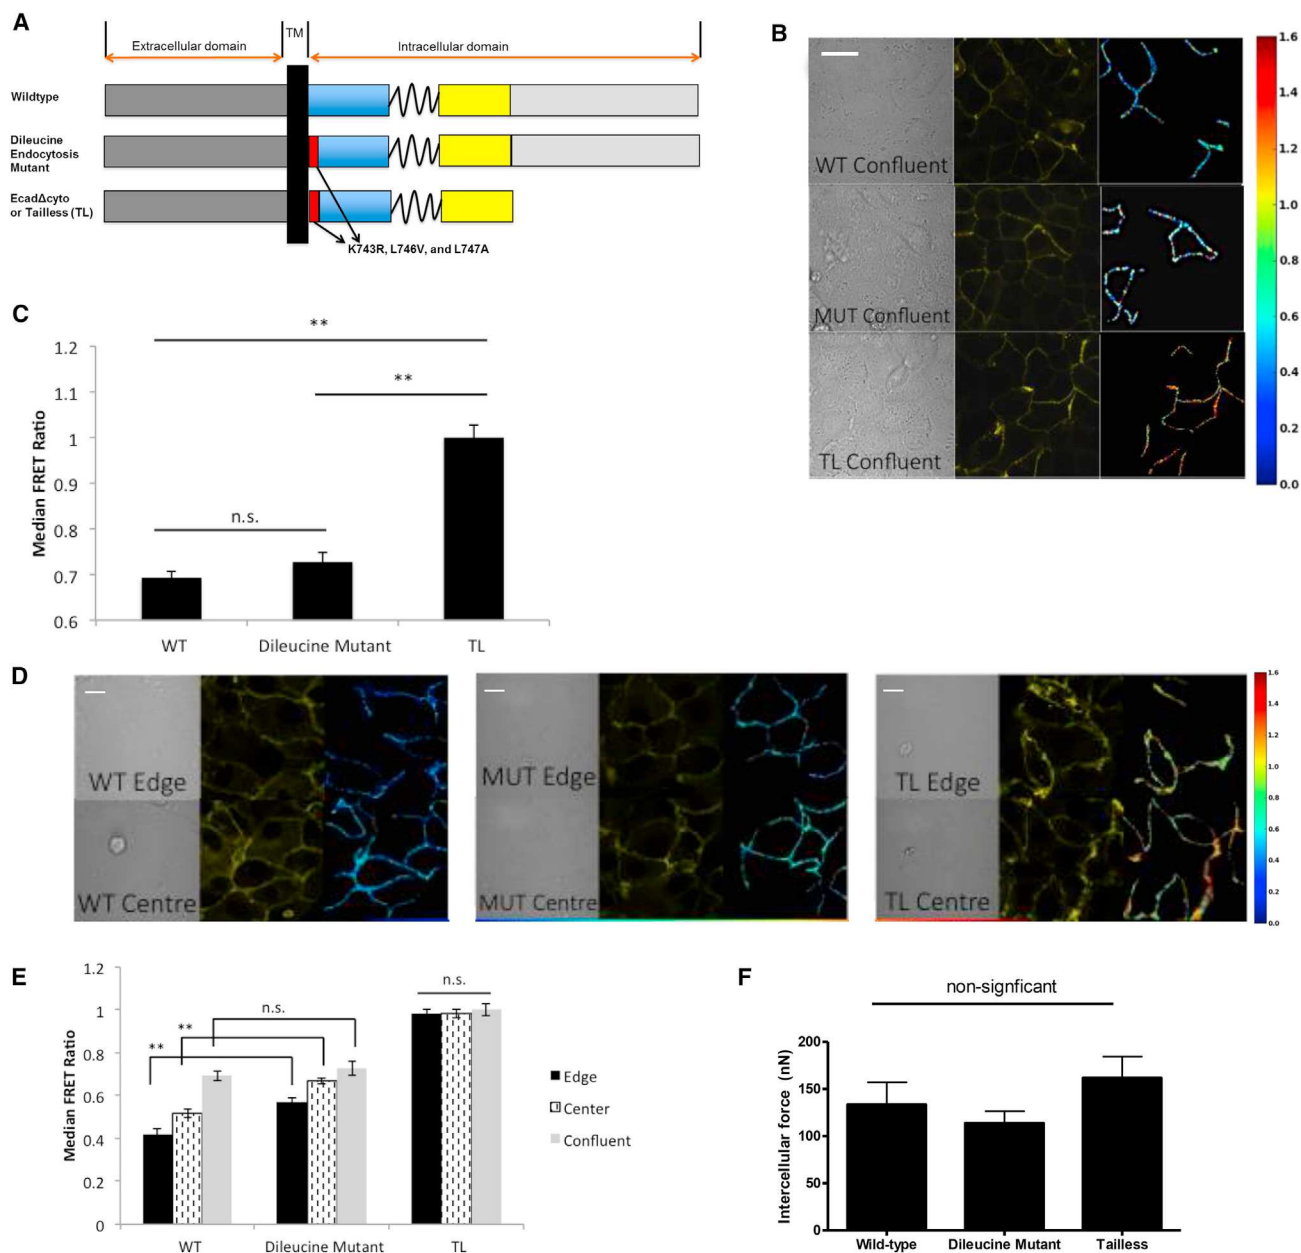 A
Extracellular domain
TM
Intracellular domain
Wildtype
Dileucine
Endocytosis
Mutant
EcadΔcyto
or Tailless (TL)
K743R, L746V, and L747A
B
WT Confluent
MUT Confluent
TL Confluent
1.6
1.4
1.2
1.0
0.8
0.6
0.4
0.2
0.0
C
Median FRET Ratio
1.2
1.1
1
0.9
0.8
0.7
0.6
**
**
n.s.
WT
Dileucine Mutant
TL
D
WT Edge
WT Centre
MUT Edge
MUT Centre
TL Edge
TL Centre
1.6
1.4
1.2
1.0
0.8
0.6
0.4
0.2
0.0
E
Median FRET Ratio
1.2
1
0.8
0.6
0.4
0.2
0
**
**
n.s.
n.s.
WT
Dileucine Mutant
TL
Edge
Center
Confluent
F
non-signficant
Intercellular force (nN)
200
150
100
50
0
Wild-type
Dileucine Mutant
Tailless